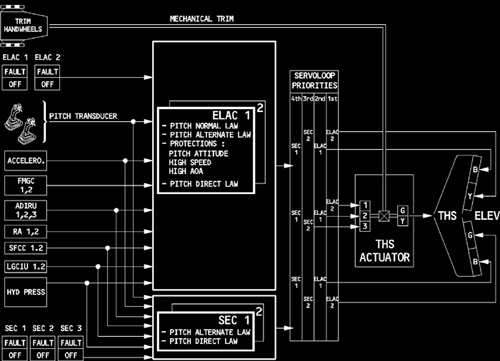 TRIM
HANDWHEELS
MECHANICAL TRIM
ELAC 1 ELAC 2
FAULT FAULT
OFF OFF
PITCH TRANSDUCER
ACCELERO.
FMGC
1,2
ADIRU
1,2,3
RA 1,2
SFCC 1.2
LGCIU 1.2
HYD PRESS
SEC 1 SEC 2 SEC 3
FAULT FAULT FAULT
OFF OFF OFF
2
ELAC 1
- PITCH NORMAL LAW
- PITCH ALTERNATE LAW
- PROTECTIONS :
PITCH ATTITUDE
HIGH SPEED
HIGH AOA
- PITCH DIRECT LAW
2
SEC 1
- PITCH ALTERNATE LAW
- PITCH DIRECT LAW
SERVOLOOP
PRIORITIES
4th 3rd 2nd 1st
SEC 2
SEC 1
ELAC 2
ELAC 1
SEC 1
SEC 2
ELAC 1
ELAC 2
SEC 1
SEC 2
ELAC 1
ELAC 2
1
2
3
G
Y
THS
ACTUATOR
THS
ELEV
B
Y
G
B